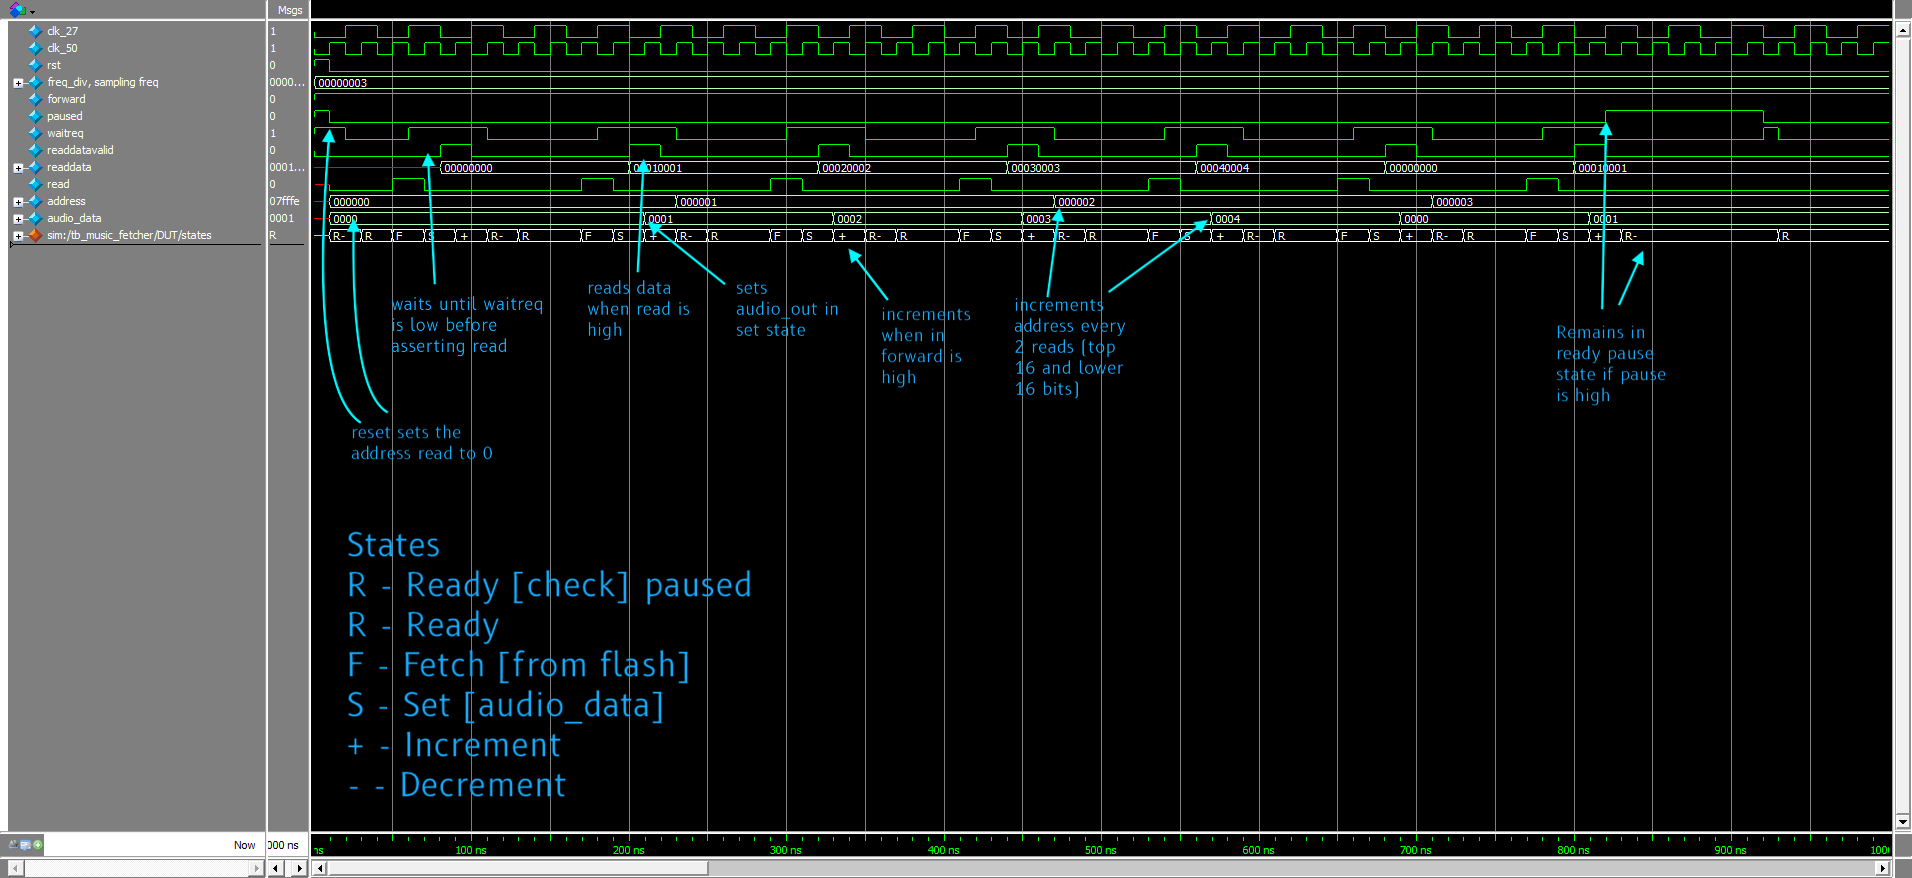 Msgs
clk_27 1
clk_50 1
rst 0
freq_div, sampling freq 0000... 00000003
forward 0
paused 0
waitreq 1
readdatavalid 0
readdata 0001... 00000000 00010001 00020002 00030003 00040004 00000000 00010001
read 0
address 07fffe 000000 000001 000002 000003
audio_data 0001 0000 0001 0002 0003 0004 0000 0001
sim:/tb_music_fetcher/DUT/states R R- R F S + R- R F S + R- R F S + R- R F S + R- R F S + R- R F S + R- R F S + R- R
waits until waitreq
is low before
asserting read
reads data
when read is
high
sets
audio_out in
set state
increments
when in
forward is
high
increments
address every
2 reads (top
16 and lower
16 bits)
Remains in
ready pause
state if pause
is high
reset sets the
address read to 0
States
R - Ready [check] paused
R - Ready
F - Fetch [from flash]
S - Set [audio_data]
+ - Increment
- - Decrement
Now 000 ns ns 100 ns 200 ns 300 ns 400 ns 500 ns 600 ns 700 ns 800 ns 900 ns 1000